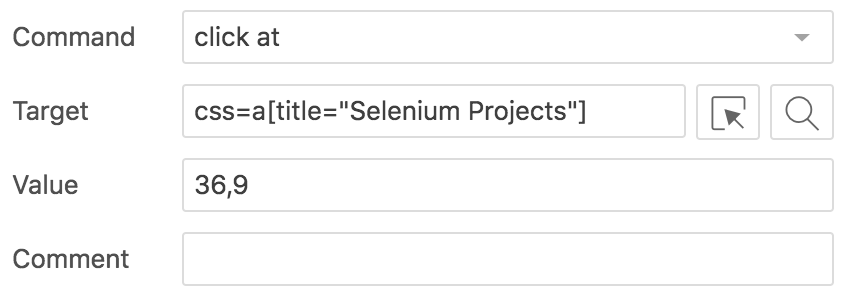 Command click at
Target css=a[title="Selenium Projects"]
Value 36,9
Comment